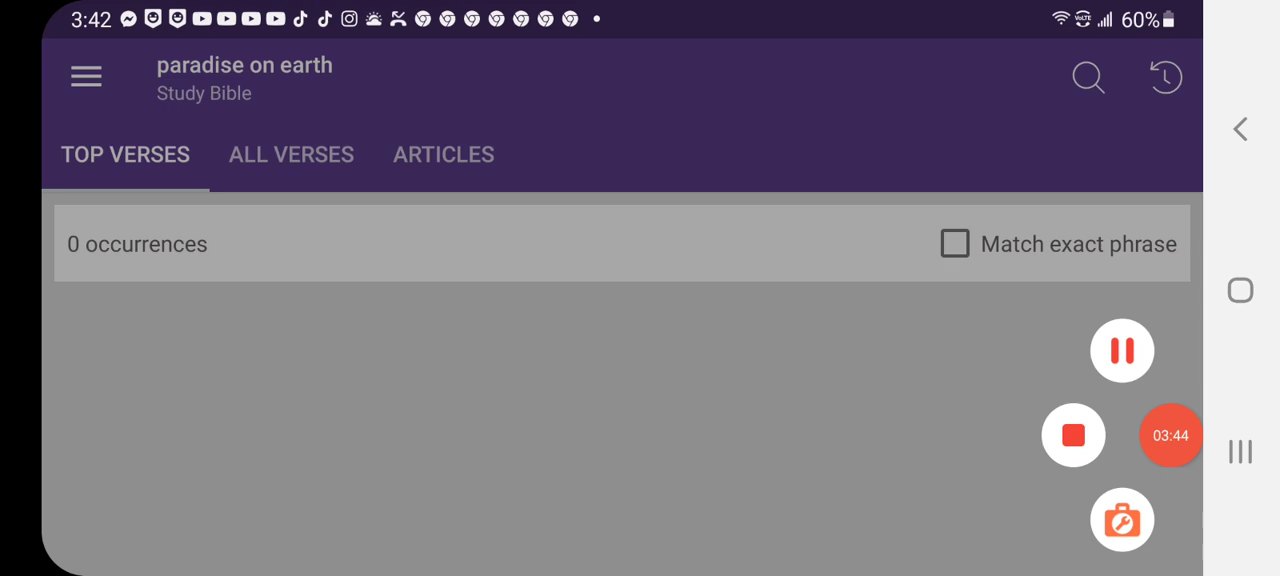 3:42 60%
paradise on earth
Study Bible
TOP VERSES ALL VERSES ARTICLES
0 occurrences Match exact phrase
03:44